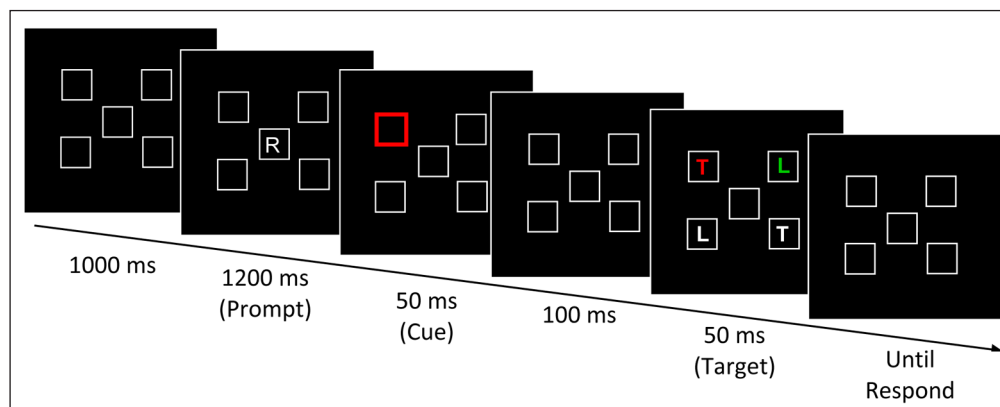 R
T L
L T
1000 ms
1200 ms
(Prompt)
50 ms
(Cue)
100 ms
50 ms
(Target)
Until
Respond